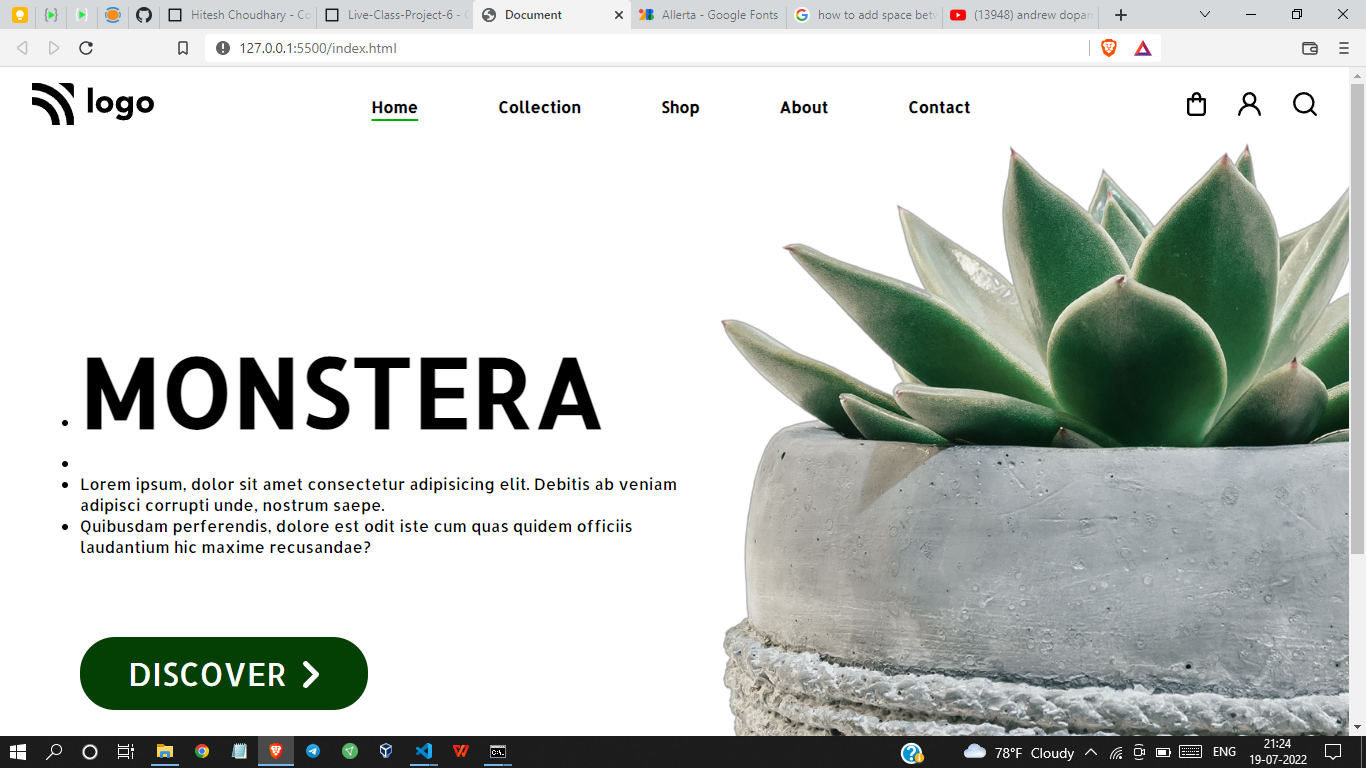 Hitesh Choudhary - Co
Live-Class-Project-6 -
Document
Allerta - Google Fonts
how to add space betw
(13948) andrew dopam
127.0.0.1:5500/index.html
logo
Home
Collection
Shop
About
Contact
MONSTERA
Lorem ipsum, dolor sit amet consectetur adipisicing elit. Debitis ab veniam
adipisci corrupti unde, nostrum saepe.
Quibusdam perferendis, dolore est odit iste cum quas quidem officiis
laudantium hic maxime recusandae?
DISCOVER
78°F Cloudy
ENG
21:24
19-07-2022